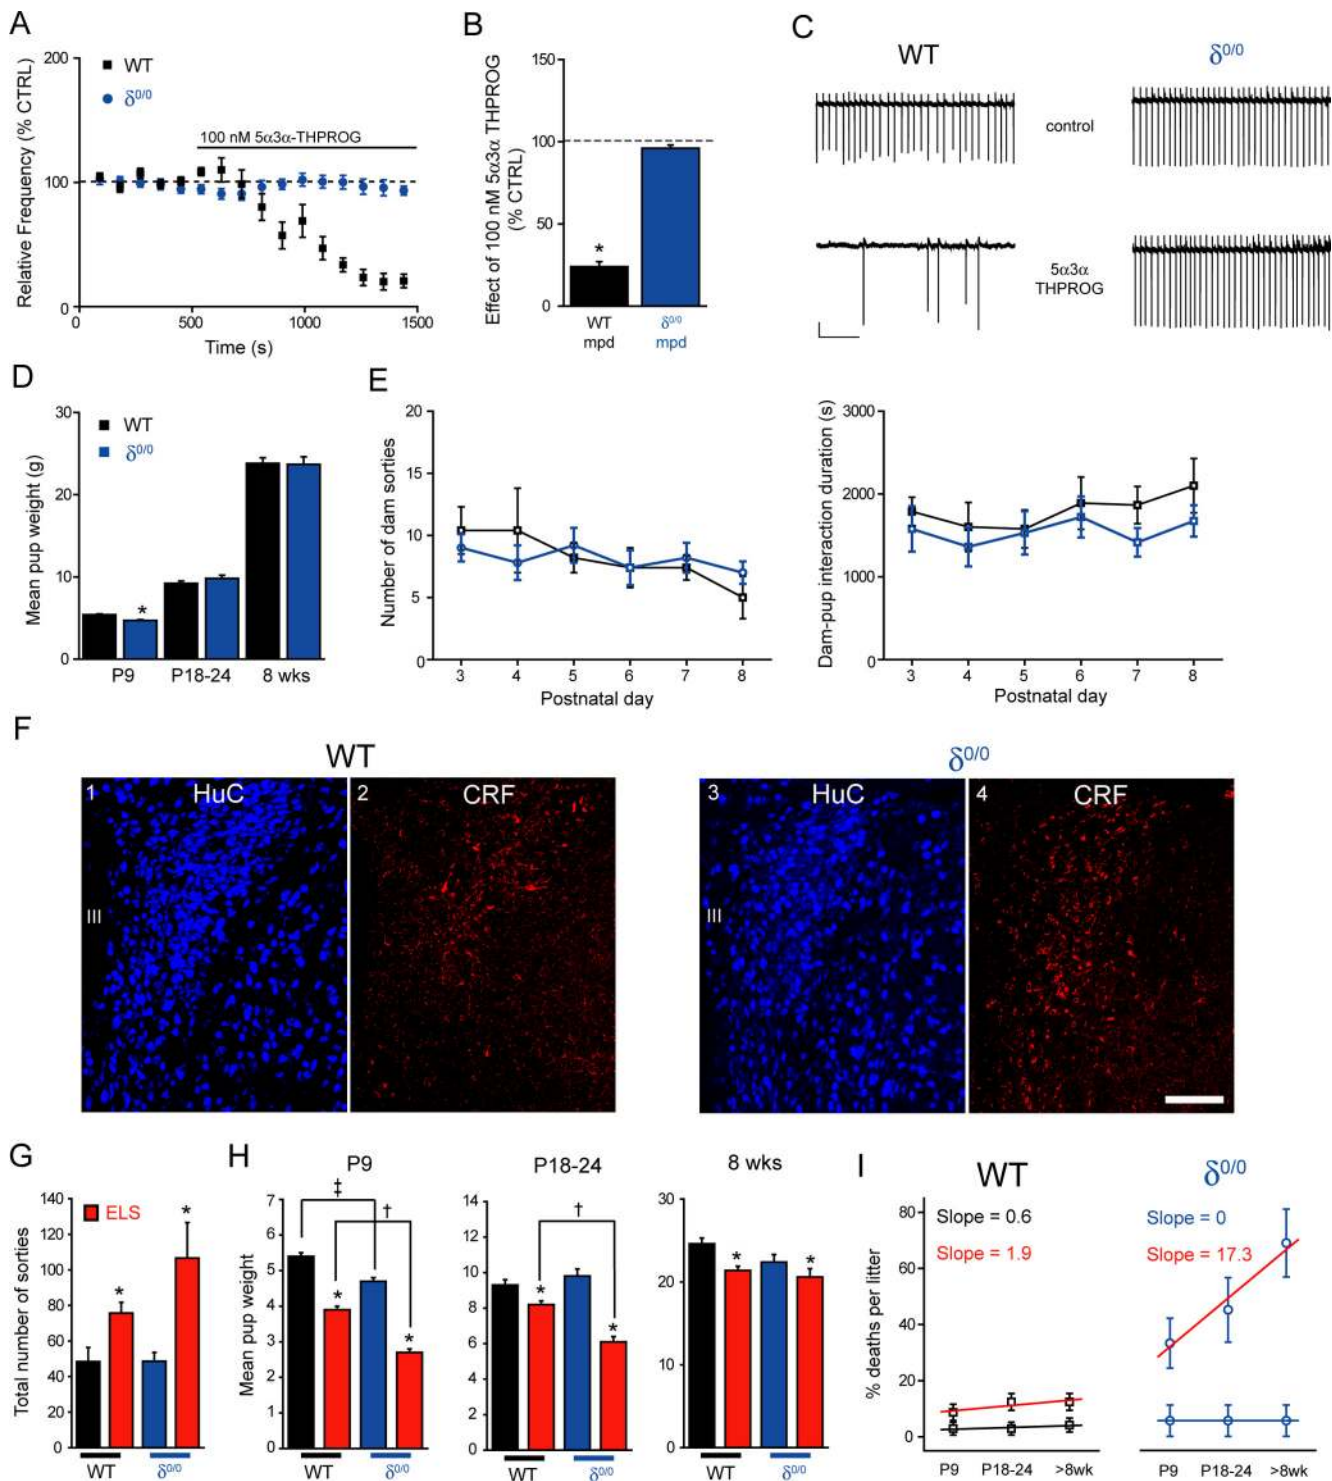 A
200
WT
δ0/0
100 nM 5α3α-THPROG
100
0
0
500
1000
1500
Relative Frequency (% CTRL)
Time (s)
B
150
100
50
0
*
Effect of 100 nM 5α3α THPROG
(% CTRL)
WT
mpd
δ0/0
mpd
C
WT
δ0/0
control
5α3α
THPROG
D
30
20
10
0
WT
δ0/0
*
Mean pup weight (g)
P9
P18-24
8 wks
E
20
15
10
5
0
Number of dam sorties
3
4
5
6
7
8
Postnatal day
3000
2000
1000
0
Dam-pup interaction duration (s)
3
4
5
6
7
8
Postnatal day
F
WT
δ0/0
1
HuC
2
CRF
3
HuC
4
CRF
III
III
G
140
120
100
80
60
40
20
0
ELS
*
*
Total number of sorties
WT
δ0/0
H
P9
7
6
5
4
3
2
1
0
‡
†
*
*
Mean pup weight
WT
δ0/0
P18-24
14
12
10
8
6
4
2
0
†
*
*
WT
δ0/0
8 wks
30
25
20
15
10
5
0
*
*
WT
δ0/0
I
WT
δ0/0
80
60
40
20
0
% deaths per litter
Slope = 0.6
Slope = 1.9
Slope = 0
Slope = 17.3
P9
P18-24
>8wk
P9
P18-24
>8wk